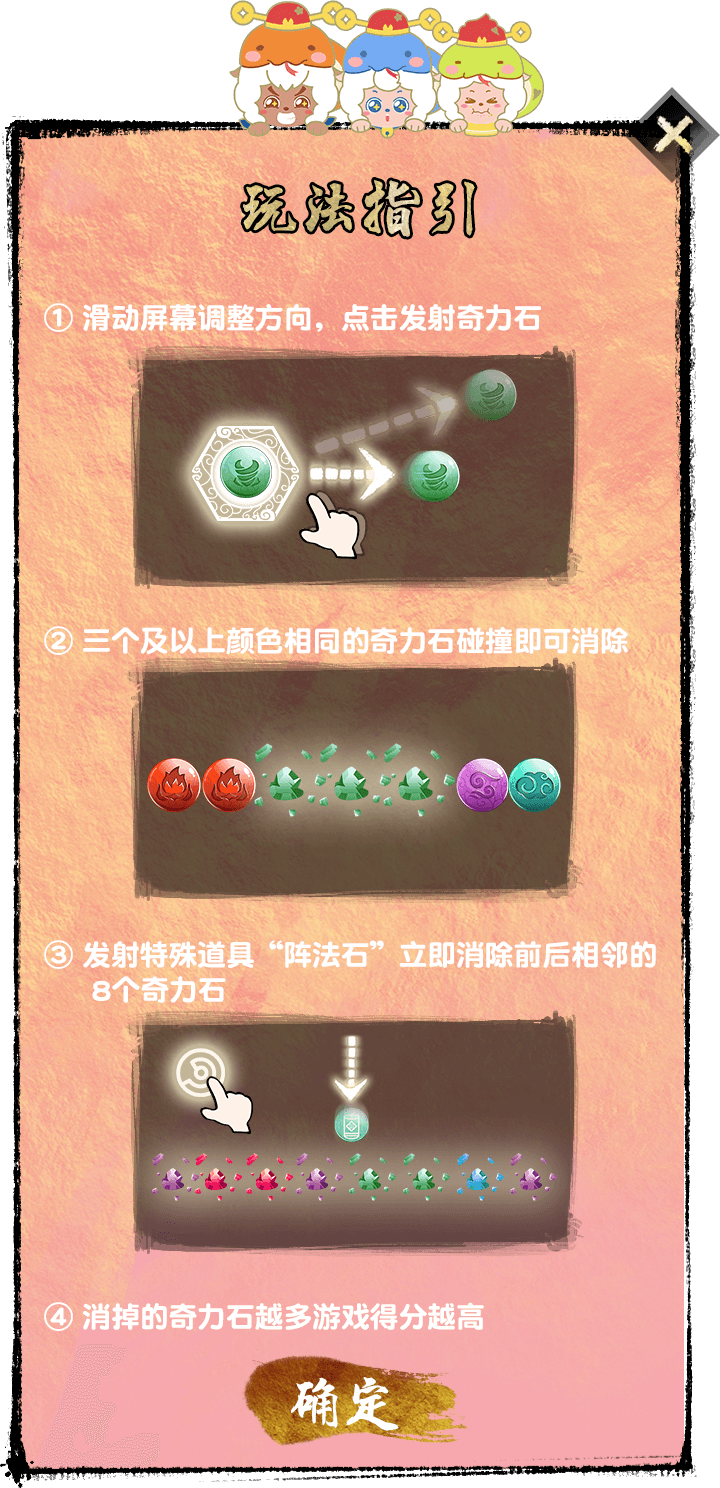 玩法指引
① 滑动屏幕调整方向，点击发射奇力石
② 三个及以上颜色相同的奇力石碰撞即可消除
③ 发射特殊道具“阵法石”立即消除前后相邻的
8个奇力石
④ 消掉的奇力石越多游戏得分越高
确定